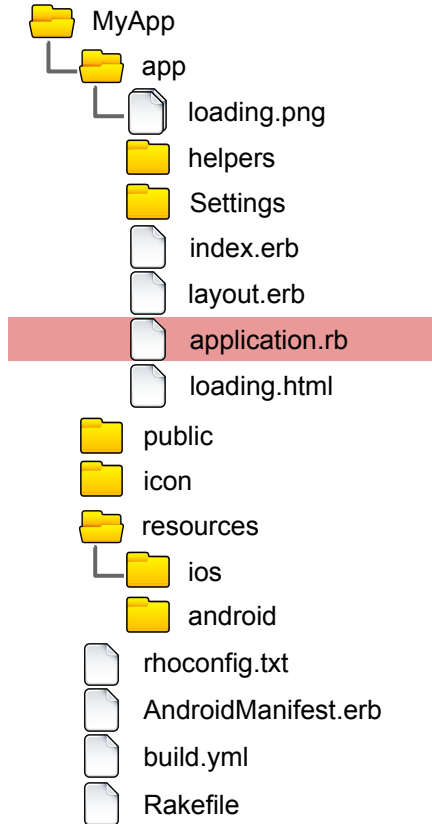 MyApp
app
loading.png
helpers
Settings
index.erb
layout.erb
application.rb
loading.html
public
icon
resources
ios
android
rhoconfig.txt
AndroidManifest.erb
build.yml
Rakefile